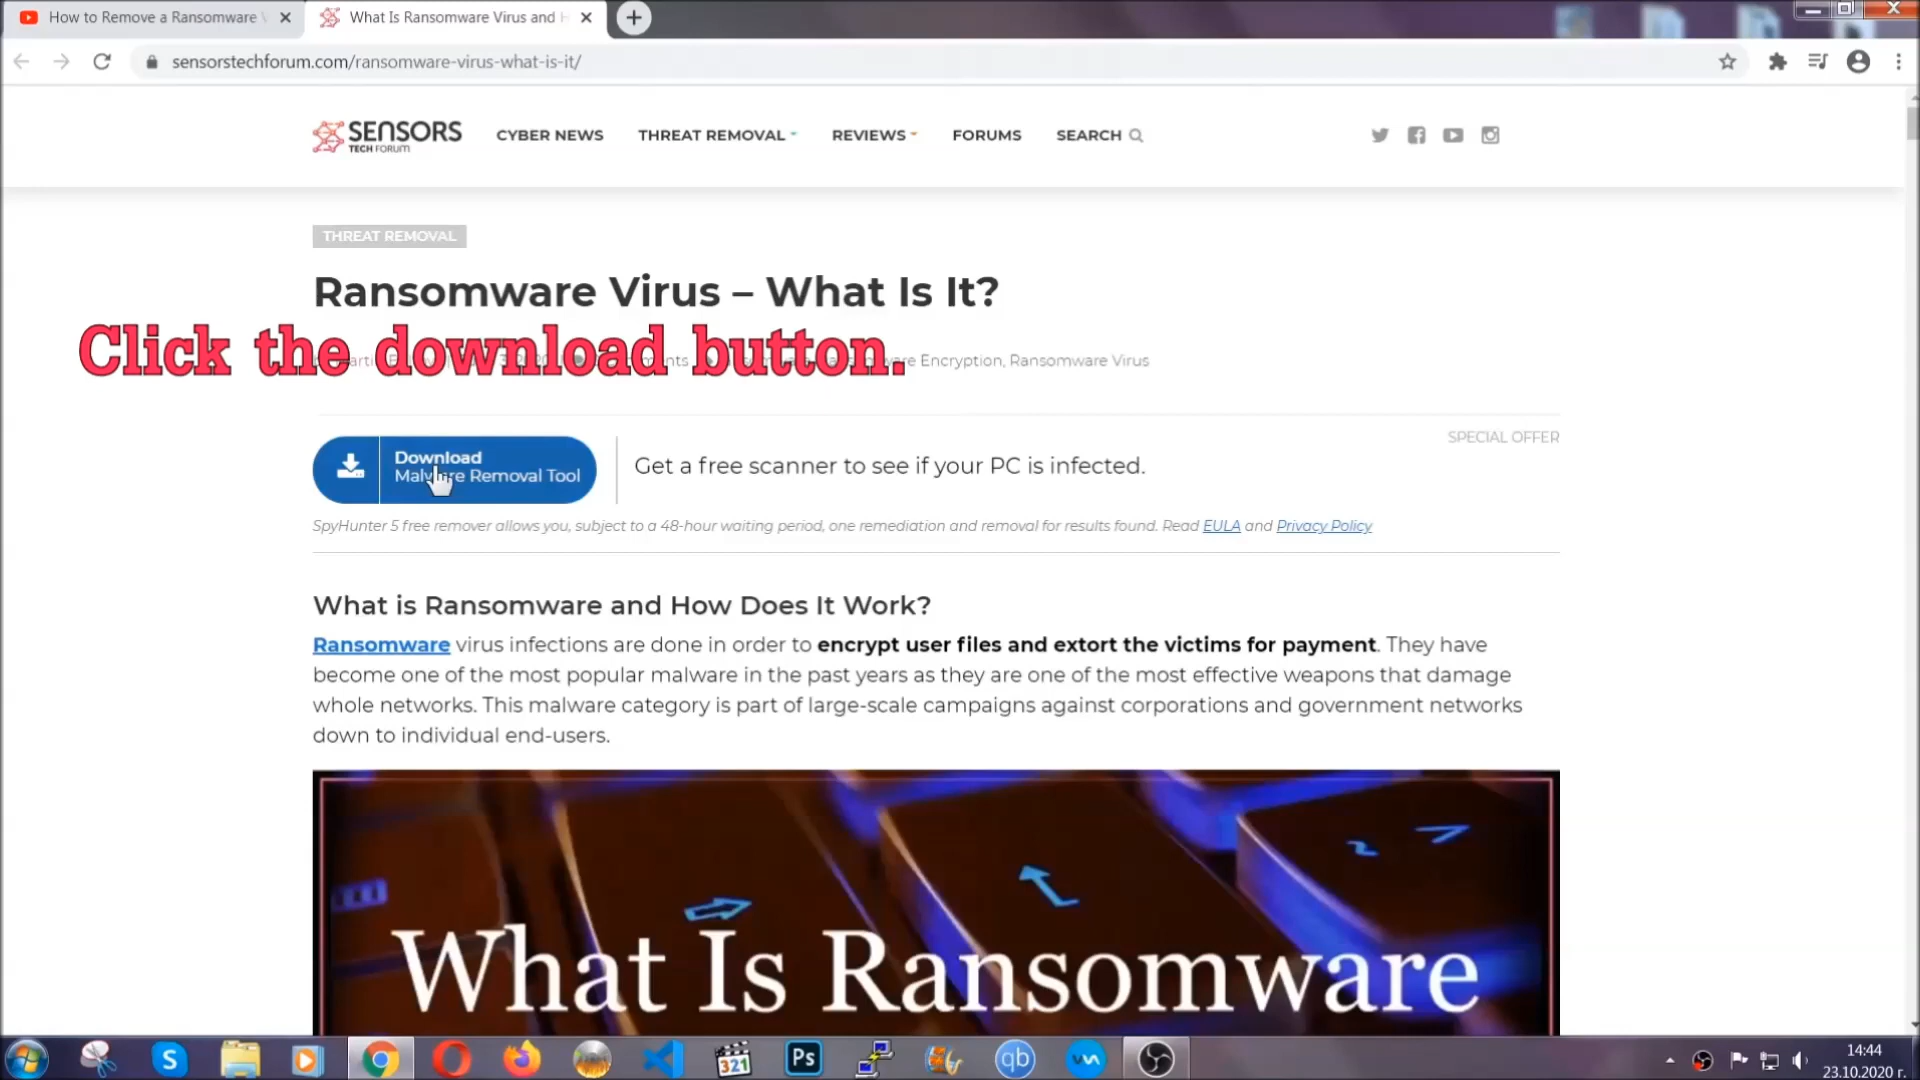 How to Remove a Ransomware V
What Is Ransomware Virus and H
sensorstechforum.com/ransomware-virus-what-is-it/
SENSORS
TECH FORUM
CYBER NEWS
THREAT REMOVAL
REVIEWS
FORUMS
SEARCH
THREAT REMOVAL
Ransomware Virus – What Is It?
Click the download button.
Encryption, Ransomware Virus
SPECIAL OFFER
Download
Malware Removal Tool
Get a free scanner to see if your PC is infected.
SpyHunter 5 free remover allows you, subject to a 48-hour waiting period, one remediation and removal for results found. Read EULA and Privacy Policy
What is Ransomware and How Does It Work?
Ransomware virus infections are done in order to encrypt user files and extort the victims for payment. They have
become one of the most popular malware in the past years as they are one of the most effective weapons that damage
whole networks. This malware category is part of large-scale campaigns against corporations and government networks
down to individual end-users.
What Is Ransomware
S
321
Ps
qb
14:44
23.10.2020 г.